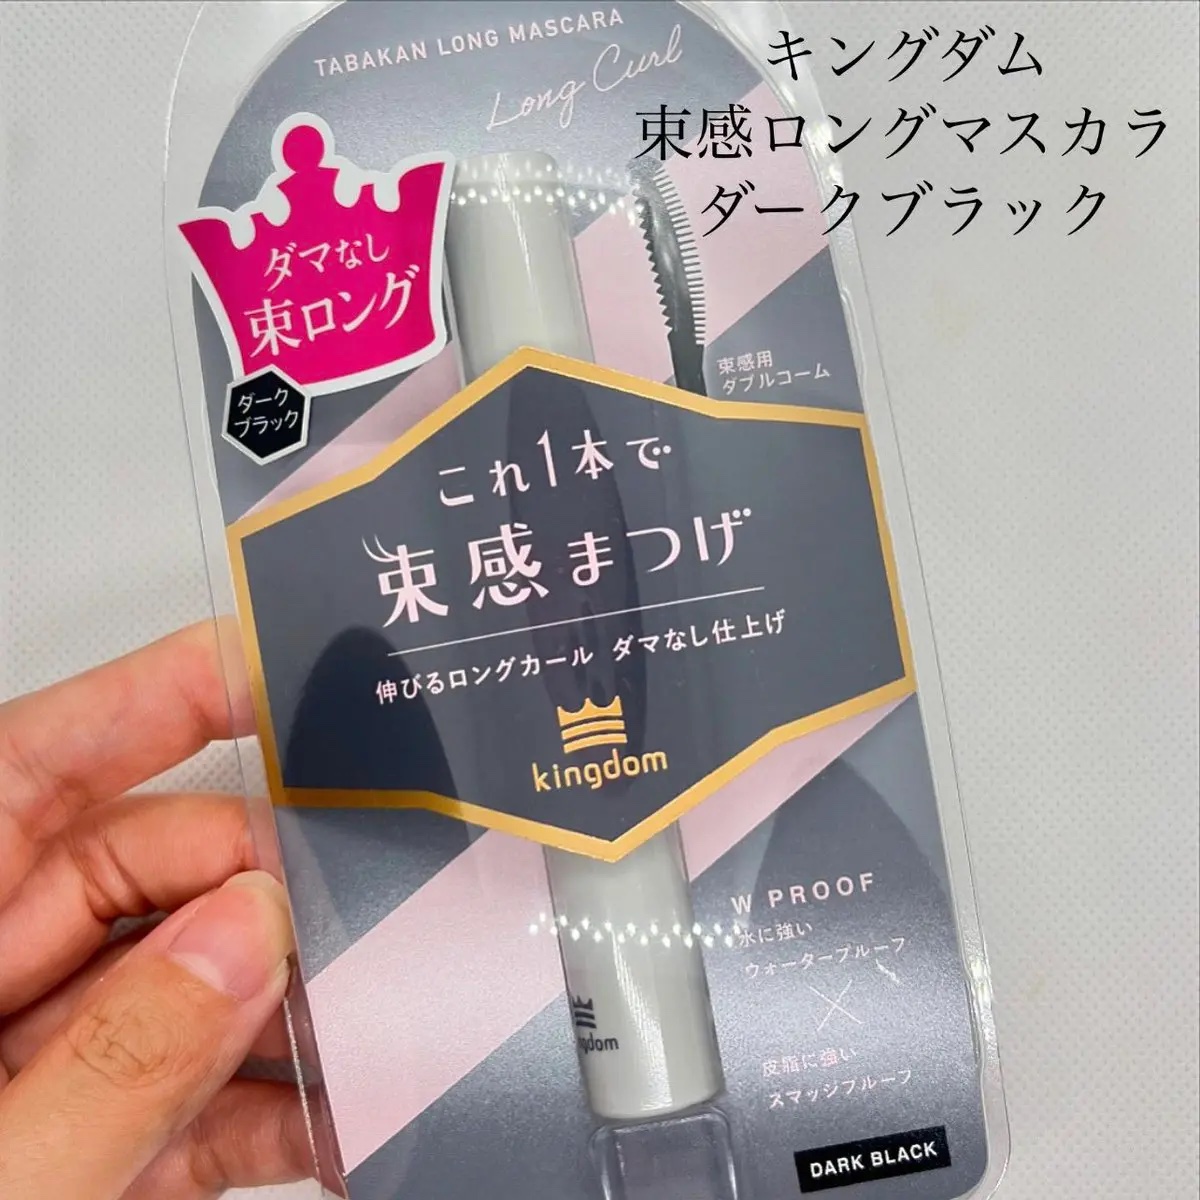 TABAKAN LONG MASCARA
Long Curl
キングダム
束感ロングマスカラ
ダークブラック
ダマなし
束ロング
ダーク
ブラック
束感用
ダブルコーム
これ1本で
束感まつげ
伸びるロングカール ダマなし仕上げ
kingdom
W PROOF
水に強い
ウォータープルーフ
×
皮脂に強い
スマッジプルーフ
ngdom
DARK BLACK